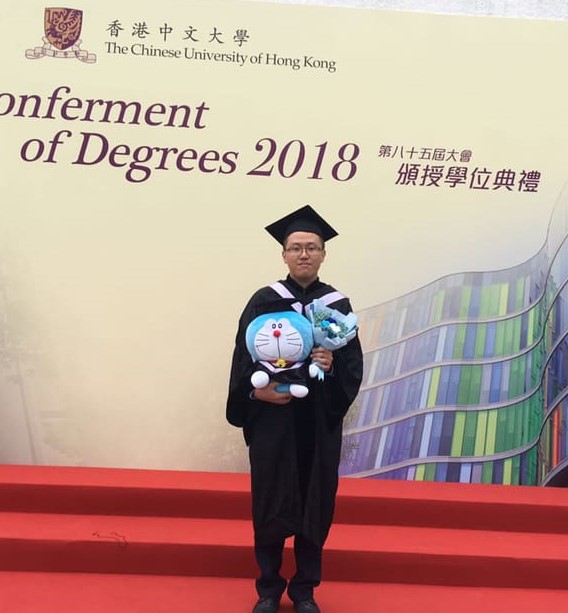 香港中文大學
The Chinese University of Hong Kong
onferment
of Degrees 2018
第八十五屆大會
頒授學位典禮